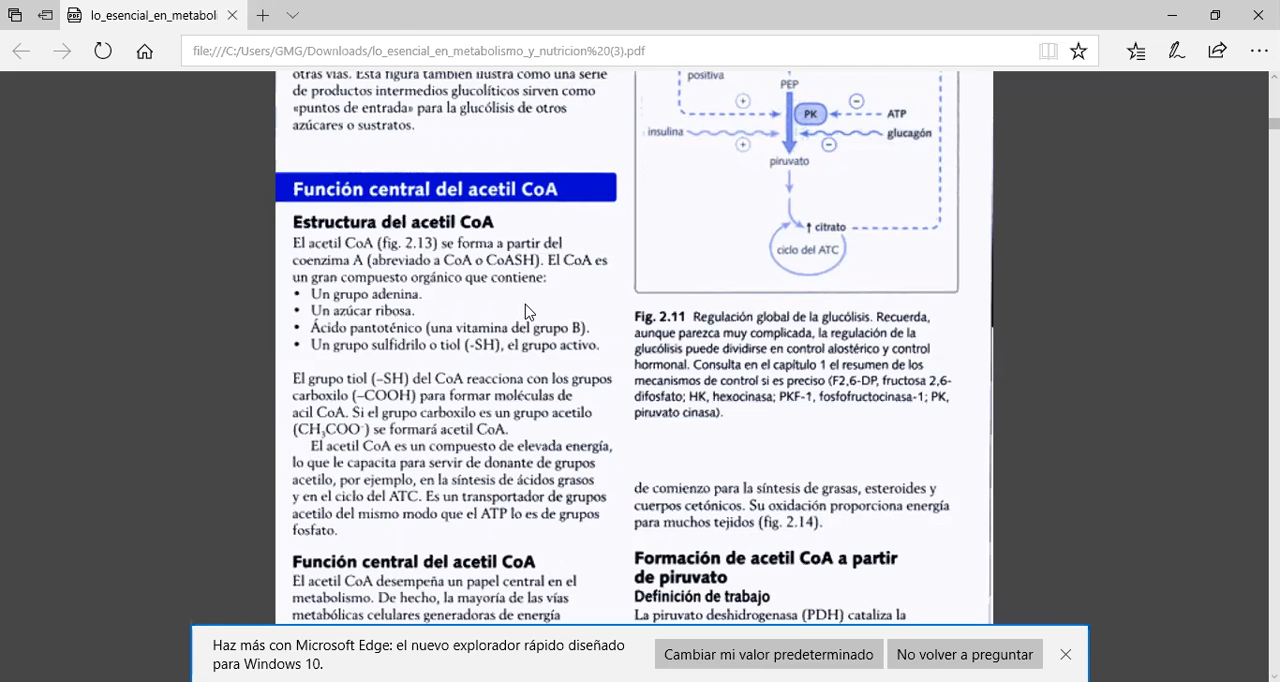 lo_esencial_en_metaboli
file:///C:/Users/GMG/Downloads/lo_esencial_en_metabolismo_y_nutricion%20(3).pdf
otras vías. Esta figura también ilustra cómo una serie
de productos intermedios glucolíticos sirven como
«puntos de entrada» para la glucólisis de otros
azúcares o sustratos.
Función central del acetil CoA
Estructura del acetil CoA
El acetil CoA (fig. 2.13) se forma a partir del
coenzima A (abreviado a CoA o CoASH). El CoA es
un gran compuesto orgánico que contiene:
• Un grupo adenina.
• Un azúcar ribosa.
• Ácido pantoténico (una vitamina del grupo B).
• Un grupo sulfidrilo o tiol (-SH), el grupo activo.
El grupo tiol (–SH) del CoA reacciona con los grupos
carboxilo (–COOH) para formar moléculas de
acil CoA. Si el grupo carboxilo es un grupo acetilo
(CH₃COO⁻) se formará acetil CoA.
El acetil CoA es un compuesto de elevada energía,
lo que le capacita para servir de donante de grupos
acetilo, por ejemplo, en la síntesis de ácidos grasos
y en el ciclo del ATC. Es un transportador de grupos
acetilo del mismo modo que el ATP lo es de grupos
fosfato.
Función central del acetil CoA
El acetil CoA desempeña un papel central en el
metabolismo. De hecho, la mayoría de las vías
metabólicas celulares generadoras de energía
positiva
PEP
+
−
PK
ATP
insulina
glucagón
+
−
piruvato
↑ citrato
ciclo del ATC
Fig. 2.11 Regulación global de la glucólisis. Recuerda,
aunque parezca muy complicada, la regulación de la
glucólisis puede dividirse en control alostérico y control
hormonal. Consulta en el capítulo 1 el resumen de los
mecanismos de control si es preciso (F2,6-DP, fructosa 2,6-
difosfato; HK, hexocinasa; PKF-1, fosfofructocinasa-1; PK,
piruvato cinasa).
de comienzo para la síntesis de grasas, esteroides y
cuerpos cetónicos. Su oxidación proporciona energía
para muchos tejidos (fig. 2.14).
Formación de acetil CoA a partir
de piruvato
Definición de trabajo
La piruvato deshidrogenasa (PDH) cataliza la
Haz más con Microsoft Edge: el nuevo explorador rápido diseñado
para Windows 10.
Cambiar mi valor predeterminado
No volver a preguntar